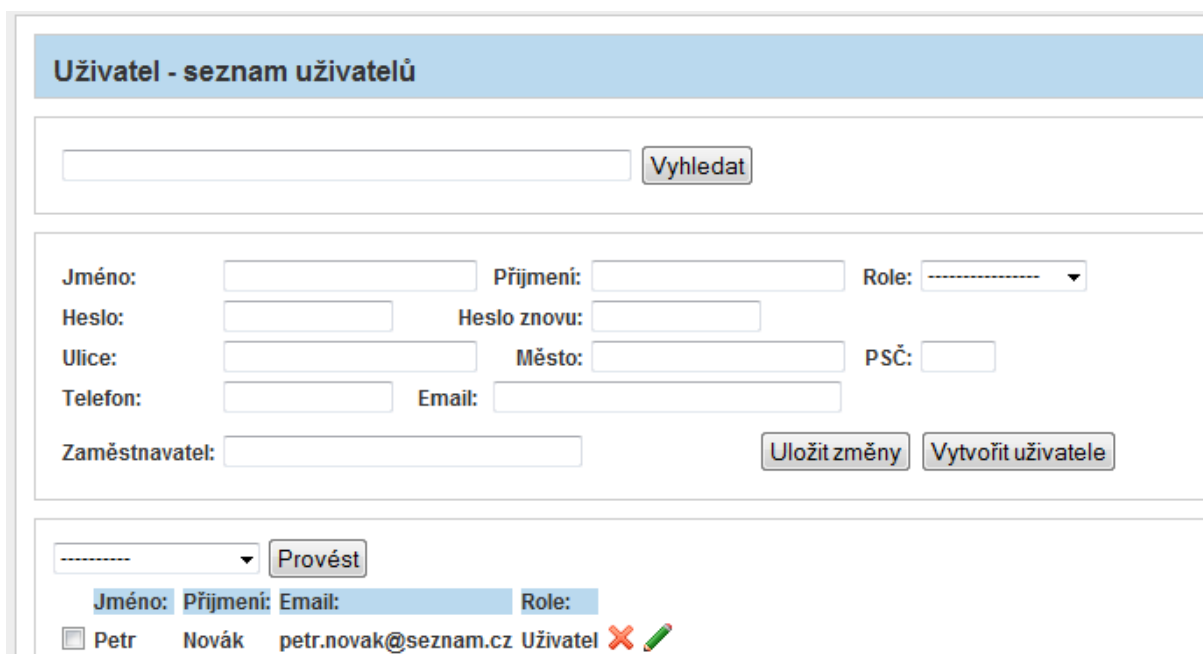 Uživatel - seznam uživatelů
Vyhledat
Jméno: Přijmení: Role: ----------------
Heslo: Heslo znovu:
Ulice: Město: PSČ:
Telefon: Email:
Zaměstnavatel: Uložit změny Vytvořit uživatele
---------- Provést
Jméno: Přijmení: Email: Role:
Petr Novák petr.novak@seznam.cz Uživatel